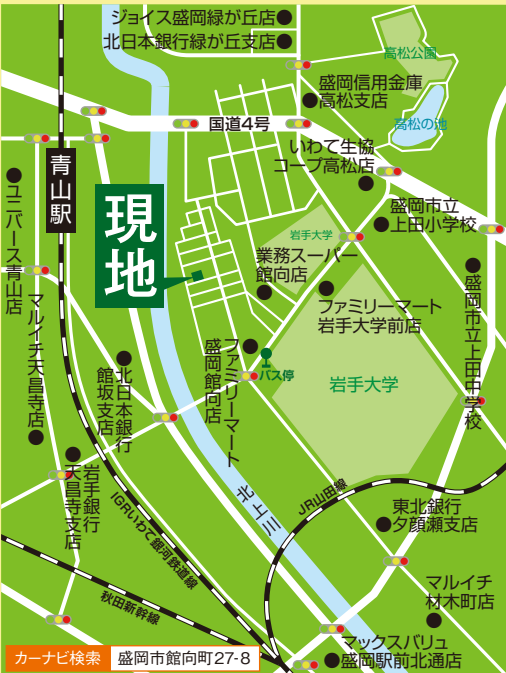 ジョイス盛岡緑が丘店
北日本銀行緑が丘支店
高松公園
盛岡信用金庫
高松支店
国道4号
高松の池
いわて生協
コープ高松店
青山駅
現地
ユニバース青山店
盛岡市立
上田小学校
岩手大学
業務スーパー
館向店
ファミリーマート
岩手大学前店
盛岡市立上田中学校
マルイチ天昌寺店
ファミリーマート
盛岡館向店
バス停
岩手大学
北日本銀行
館坂支店
岩手銀行
天昌寺支店
IGRいわて銀河鉄道線
北上川
JR山田線
東北銀行
夕顔瀬支店
秋田新幹線
マルイチ
材木町店
マックスバリュ
盛岡駅前北通店
カーナビ検索 盛岡市館向町27-8